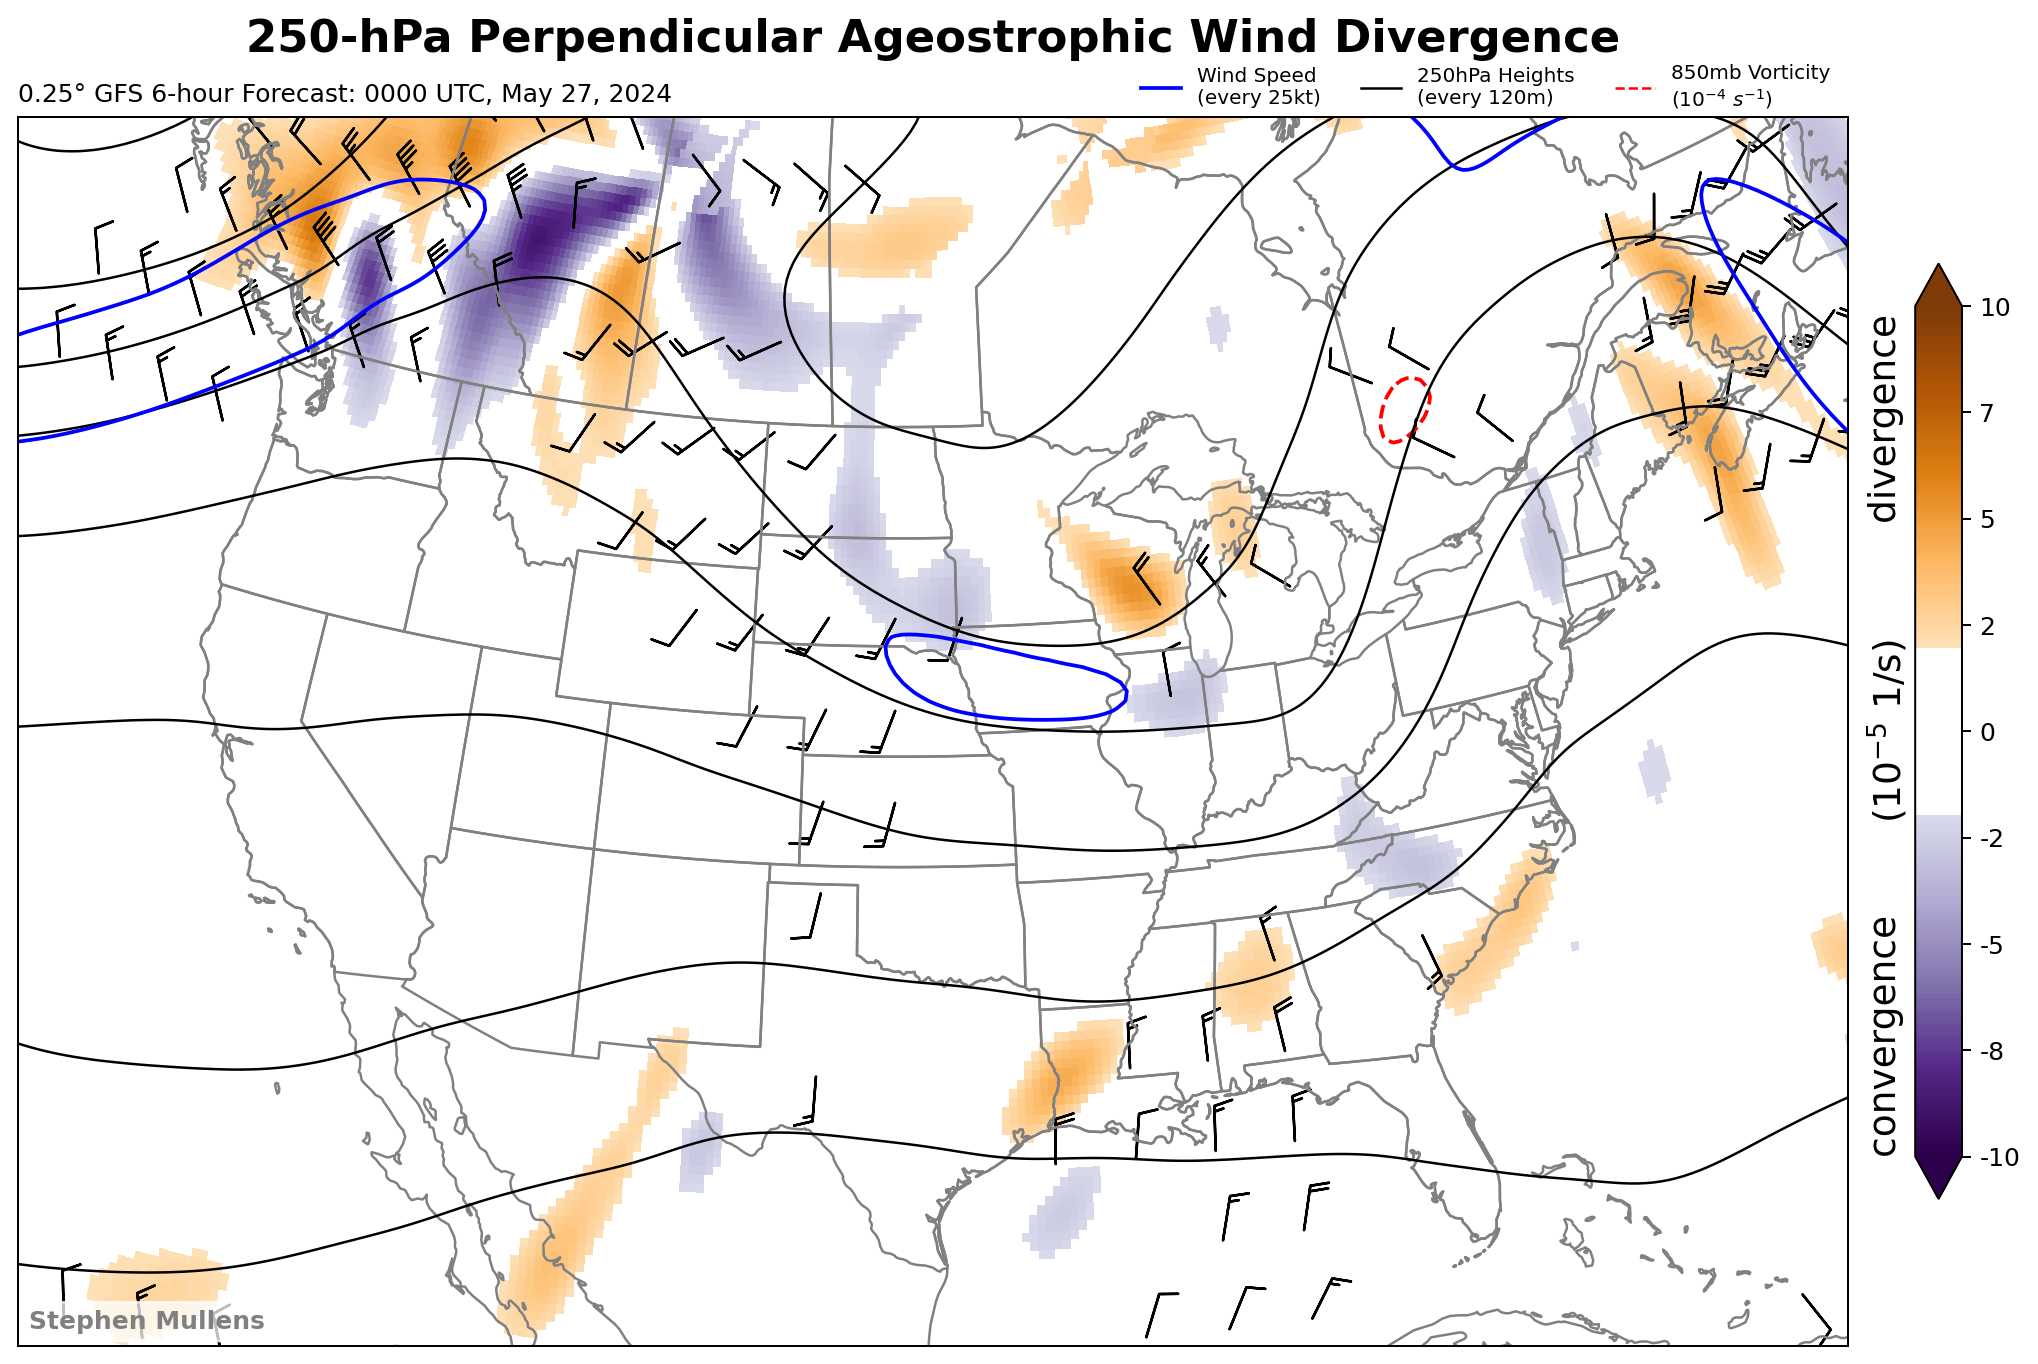 250-hPa Perpendicular Ageostrophic Wind Divergence
0.25° GFS 6-hour Forecast: 0000 UTC, May 27, 2024
Wind Speed
(every 25kt)
250hPa Heights
(every 120m)
850mb Vorticity
(10⁻⁴ s⁻¹)
10
7
5
2
0
-2
-5
-8
-10
convergence (10⁻⁵ 1/s) divergence
Stephen Mullens